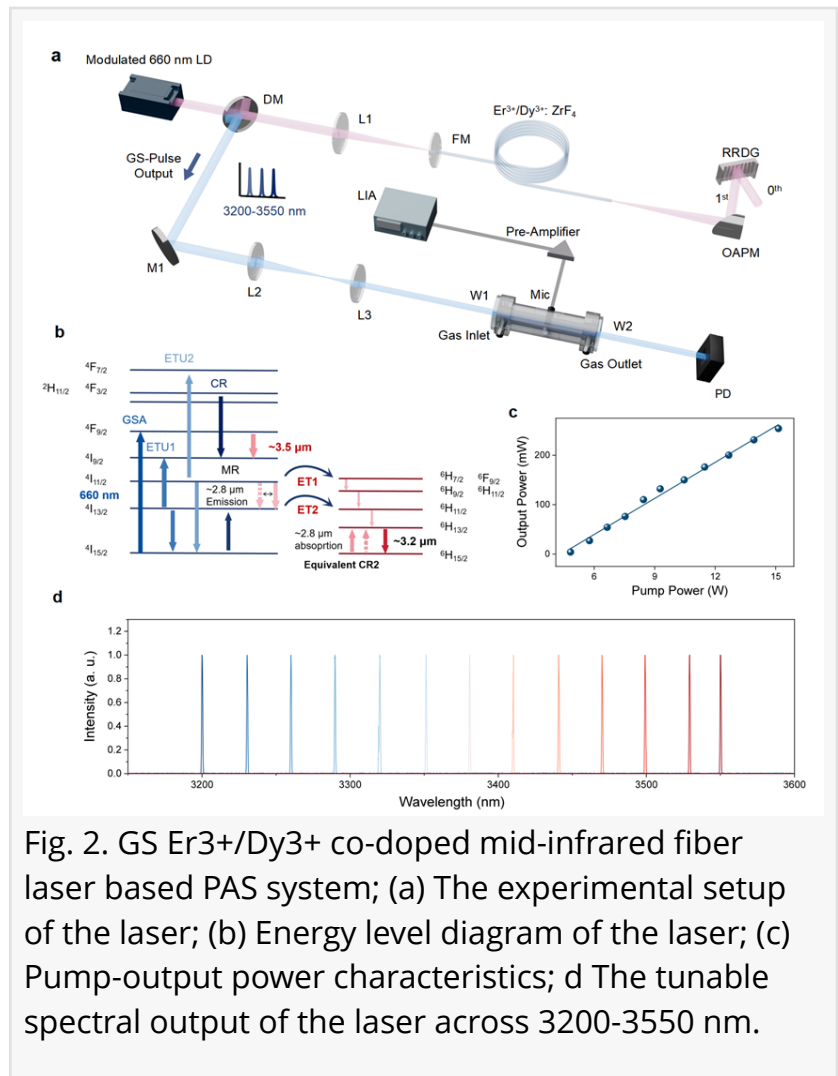 a
Modulated 660 nm LD
DM
L1
FM
Er³⁺/Dy³⁺: ZrF₄
RRDG
1st
0th
OAPM
GS-Pulse
Output
3200-3550 nm
LIA
Pre-Amplifier
M1
L2
L3
W1
Mic
W2
Gas Inlet
Gas Outlet
PD
b
ETU2
⁴F₇/₂
²H₁₁/₂ ⁴F₃/₂
CR
GSA
⁴F₉/₂
ETU1
~3.5 μm
⁴I₉/₂
MR
⁴I₁₁/₂
ET1
660 nm
~2.8 μm
Emission
⁴I₁₃/₂
ET2
⁴I₁₅/₂
⁶H₇/₂ ⁶F₉/₂
⁶H₉/₂ ⁶H₁₁/₂
⁶H₁₁/₂
⁶H₁₃/₂
~2.8 μm
absoprtion
~3.2 μm
⁶H₁₅/₂
Equivalent CR2
c
Output Power (mW)
200
100
0
6 9 12 15
Pump Power (W)
d
Intensity (a. u.)
1.2
1.0
0.8
0.6
0.4
0.2
0.0
3200 3300 3400 3500 3600
Wavelength (nm)
Fig. 2. GS Er3+/Dy3+ co-doped mid-infrared fiber
laser based PAS system; (a) The experimental setup
of the laser; (b) Energy level diagram of the laser; (c)
Pump-output power characteristics; d The tunable
spectral output of the laser across 3200-3550 nm.